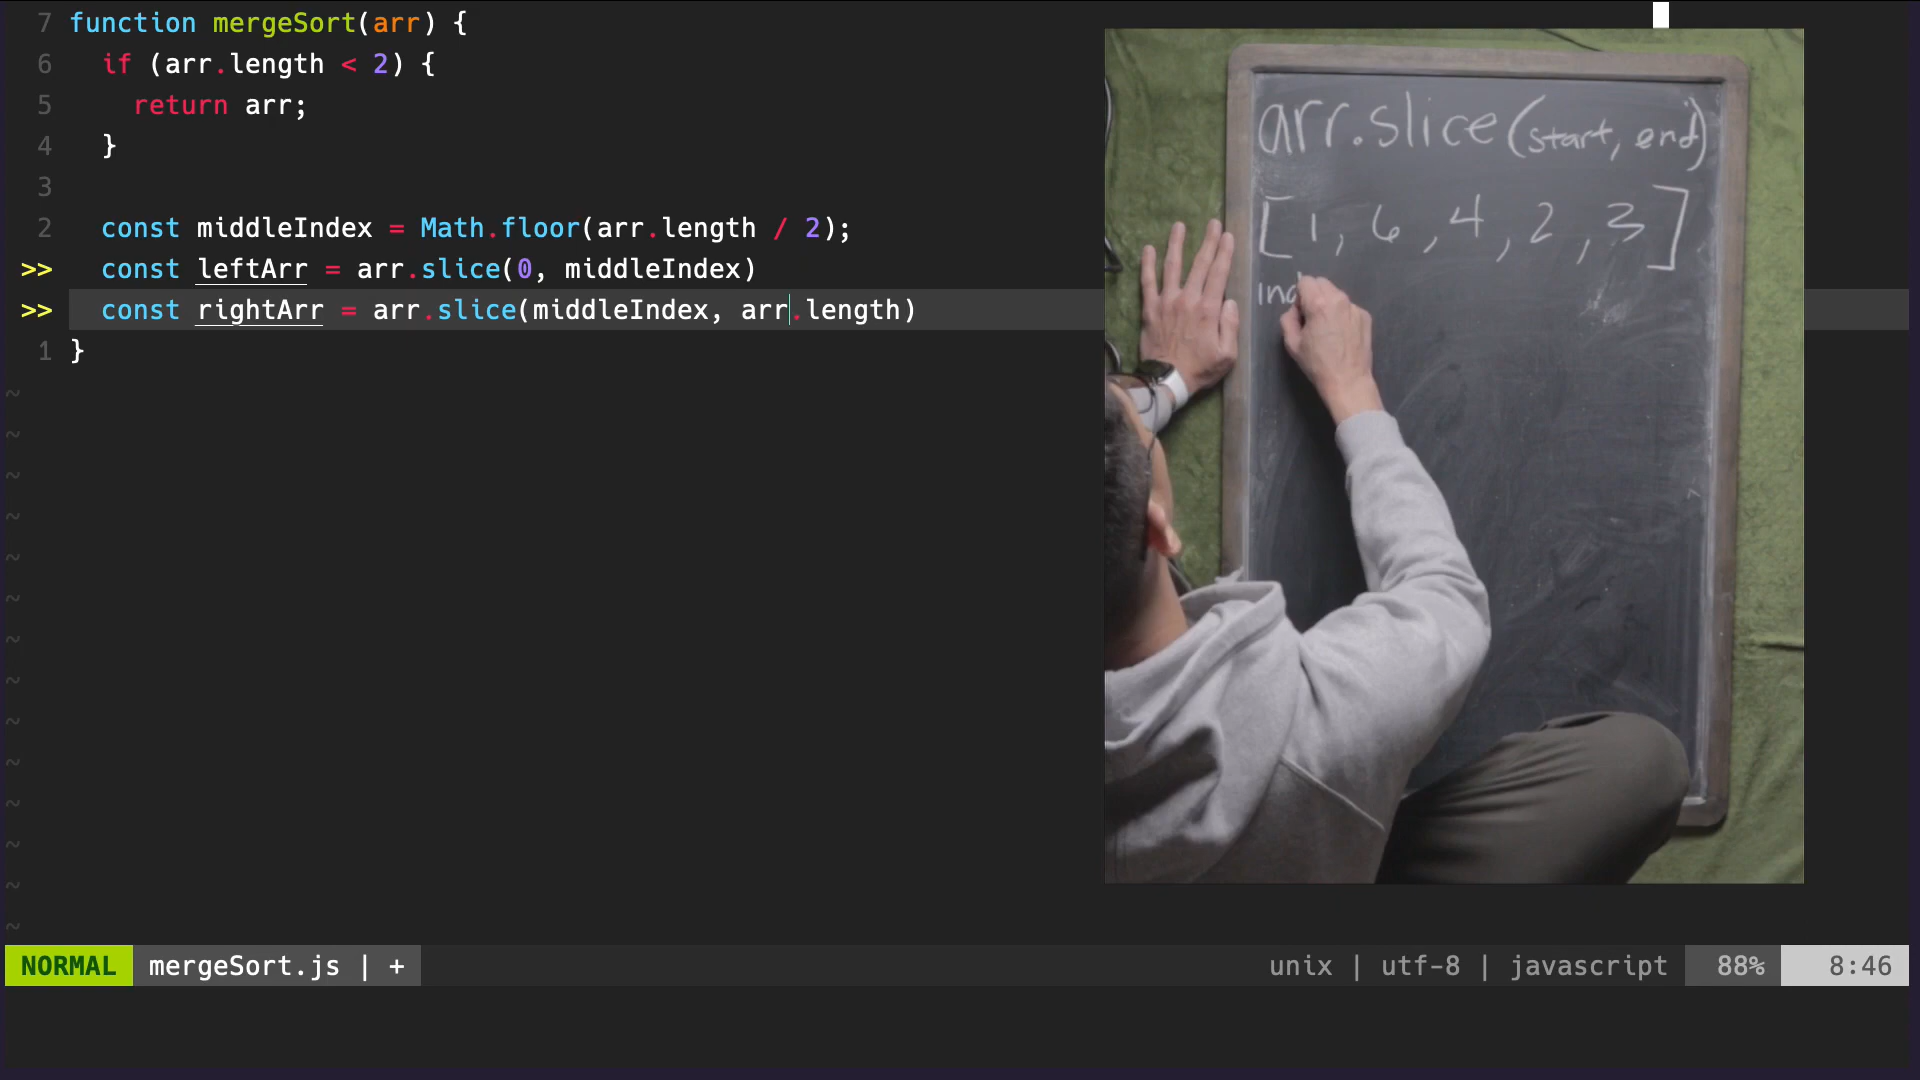 7 function mergeSort(arr) {
6 if (arr.length < 2) {
5 return arr;
4 }
3
2 const middleIndex = Math.floor(arr.length / 2);
>> const leftArr = arr.slice(0, middleIndex)
>> const rightArr = arr.slice(middleIndex, arr.length)
1 }
~
~
~
~
~
~
~
~
~
~
~
~
~
~
NORMAL mergeSort.js | + unix | utf-8 | javascript 88% 8:46
arr.slice(start, end)
[1, 6, 4, 2, 3]